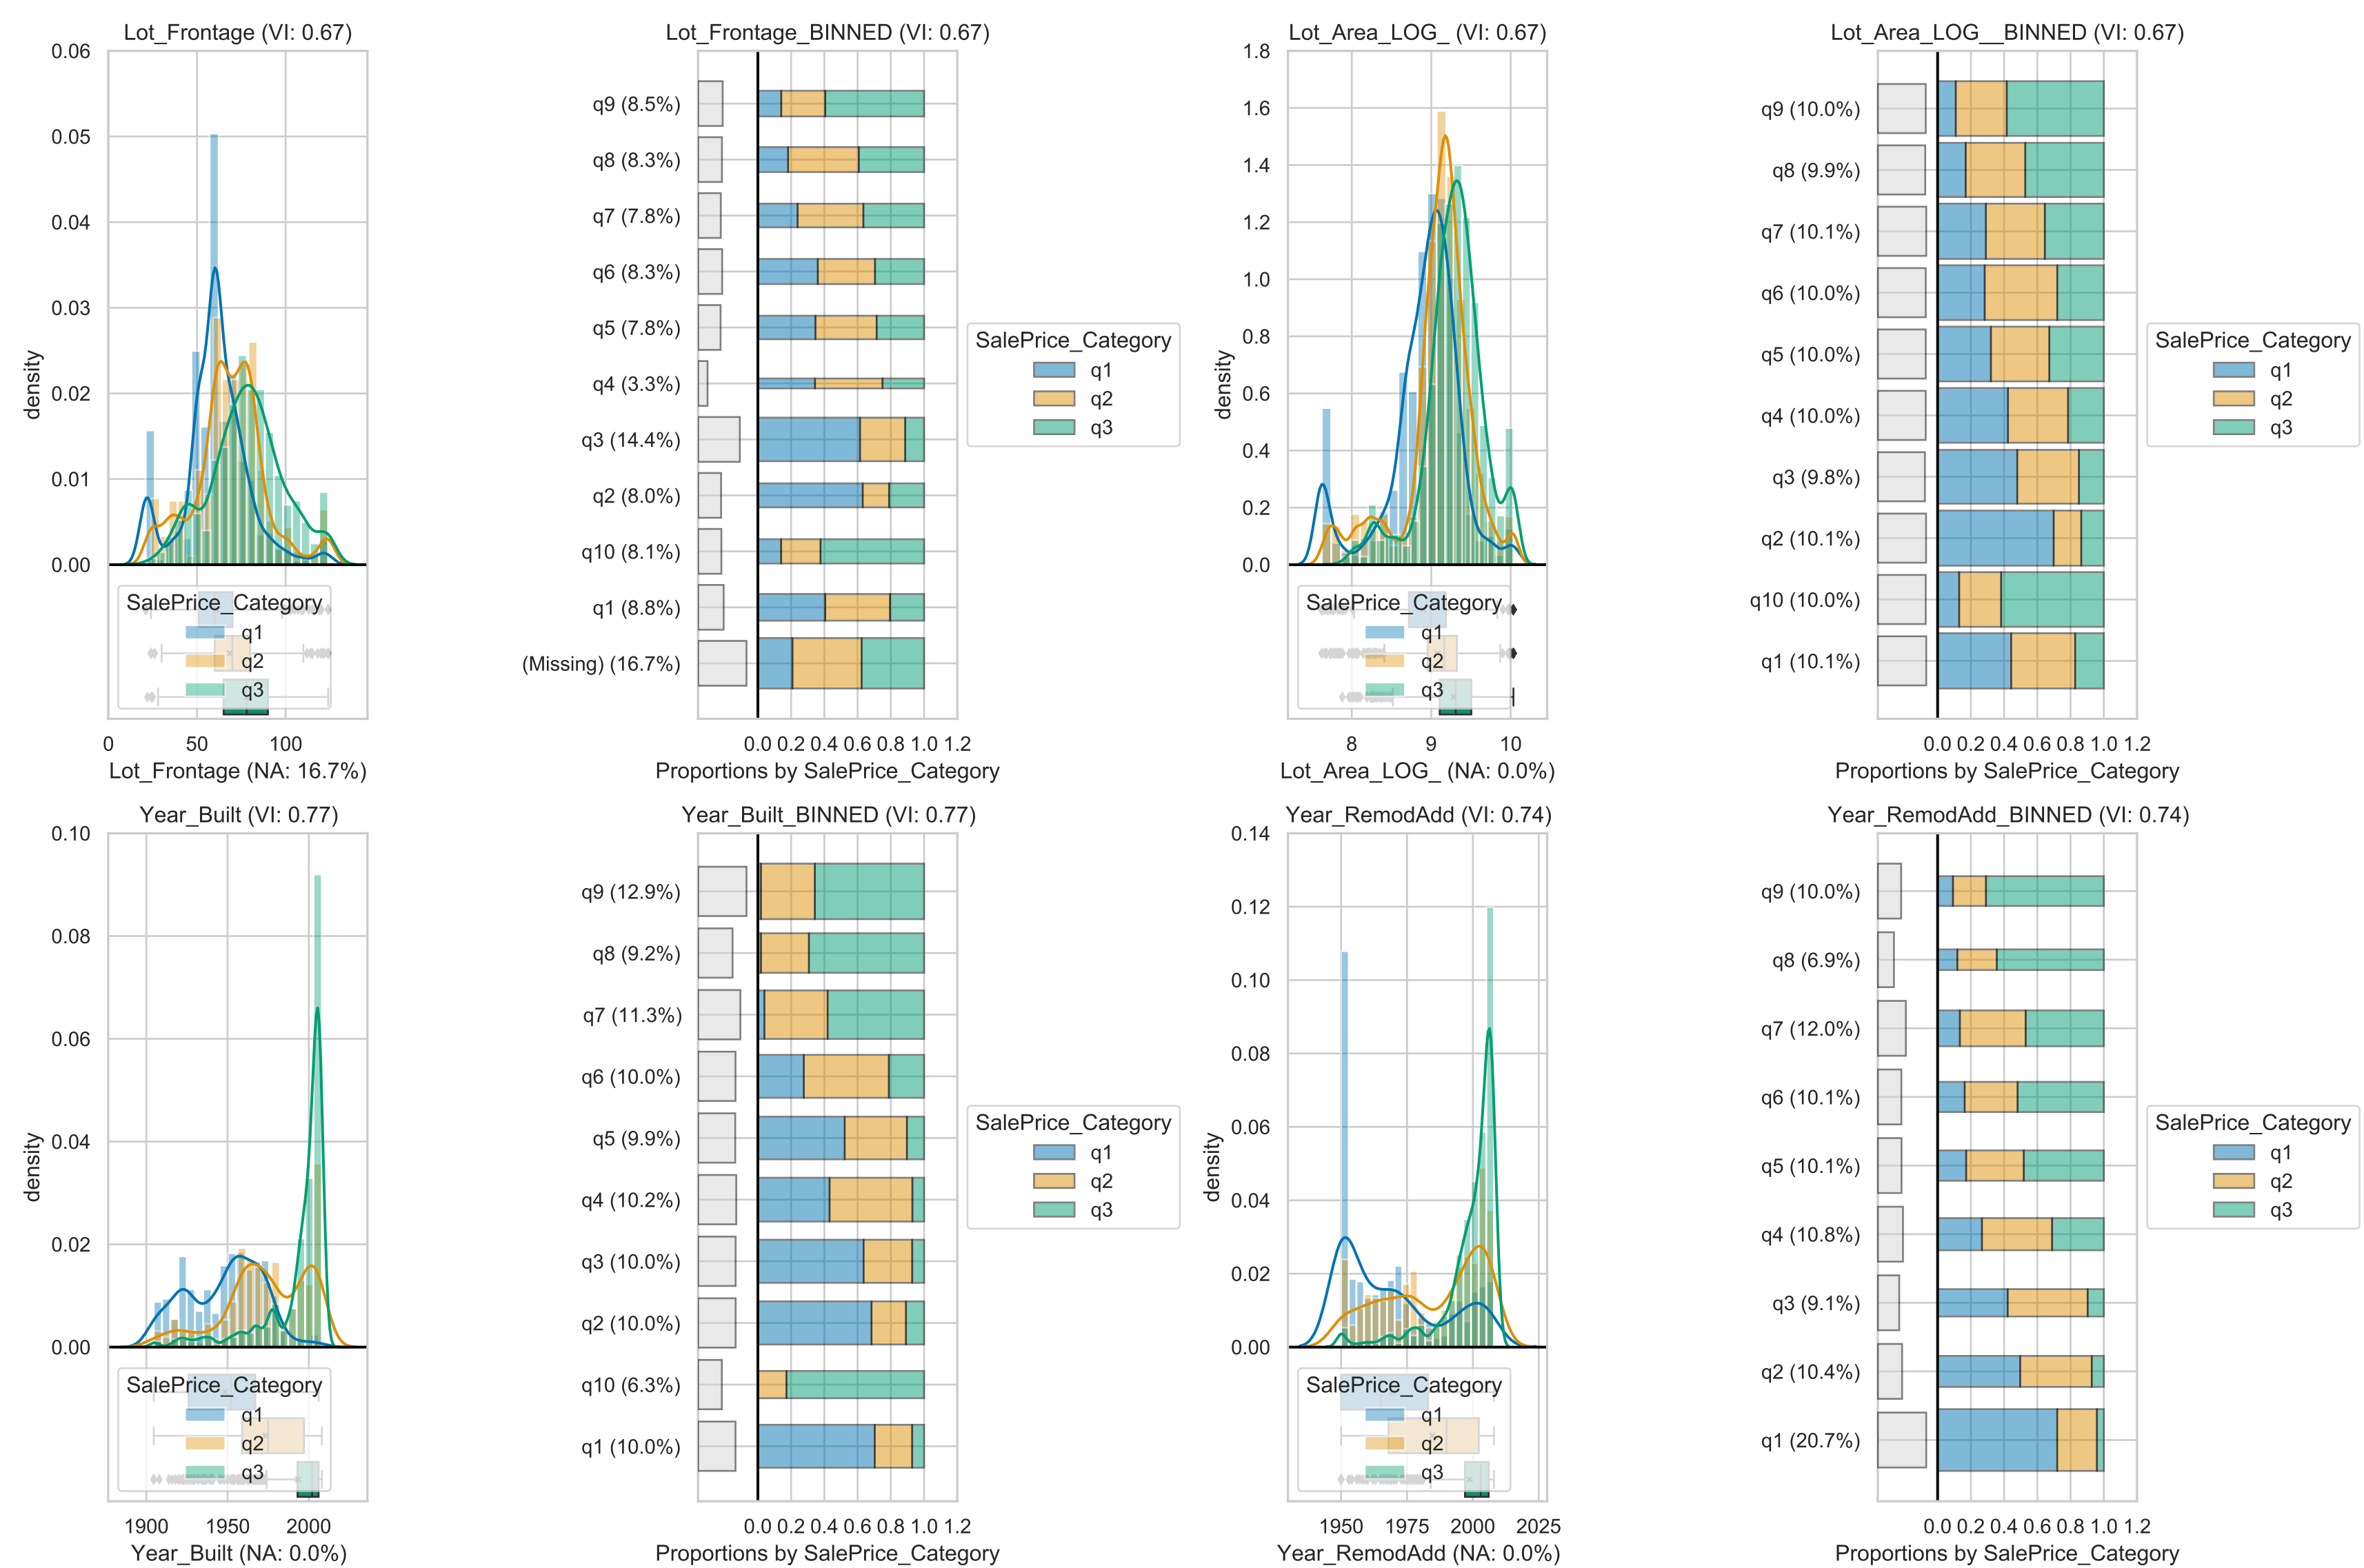 Lot_Frontage (VI: 0.67)
0.06
0.05
0.04
0.03
0.02
0.01
0.00
density
SalePrice_Category
q1
q2
q3
0
50
100
Lot_Frontage (NA: 16.7%)
Lot_Frontage_BINNED (VI: 0.67)
q9 (8.5%)
q8 (8.3%)
q7 (7.8%)
q6 (8.3%)
q5 (7.8%)
q4 (3.3%)
q3 (14.4%)
q2 (8.0%)
q10 (8.1%)
q1 (8.8%)
(Missing) (16.7%)
0.0 0.2 0.4 0.6 0.8 1.0 1.2
Proportions by SalePrice_Category
SalePrice_Category
q1
q2
q3
Lot_Area_LOG_ (VI: 0.67)
1.8
1.6
1.4
1.2
1.0
0.8
0.6
0.4
0.2
0.0
density
SalePrice_Category
q1
q2
q3
8
9
10
Lot_Area_LOG_ (NA: 0.0%)
Lot_Area_LOG__BINNED (VI: 0.67)
q9 (10.0%)
q8 (9.9%)
q7 (10.1%)
q6 (10.0%)
q5 (10.0%)
q4 (10.0%)
q3 (9.8%)
q2 (10.1%)
q10 (10.0%)
q1 (10.1%)
0.0 0.2 0.4 0.6 0.8 1.0 1.2
Proportions by SalePrice_Category
SalePrice_Category
q1
q2
q3
Year_Built (VI: 0.77)
0.10
0.08
0.06
0.04
0.02
0.00
density
SalePrice_Category
q1
q2
q3
1900
1950
2000
Year_Built (NA: 0.0%)
Year_Built_BINNED (VI: 0.77)
q9 (12.9%)
q8 (9.2%)
q7 (11.3%)
q6 (10.0%)
q5 (9.9%)
q4 (10.2%)
q3 (10.0%)
q2 (10.0%)
q10 (6.3%)
q1 (10.0%)
0.0 0.2 0.4 0.6 0.8 1.0 1.2
Proportions by SalePrice_Category
SalePrice_Category
q1
q2
q3
Year_RemodAdd (VI: 0.74)
0.14
0.12
0.10
0.08
0.06
0.04
0.02
0.00
density
SalePrice_Category
q1
q2
q3
1950
1975
2000
2025
Year_RemodAdd (NA: 0.0%)
Year_RemodAdd_BINNED (VI: 0.74)
q9 (10.0%)
q8 (6.9%)
q7 (12.0%)
q6 (10.1%)
q5 (10.1%)
q4 (10.8%)
q3 (9.1%)
q2 (10.4%)
q1 (20.7%)
0.0 0.2 0.4 0.6 0.8 1.0 1.2
Proportions by SalePrice_Category
SalePrice_Category
q1
q2
q3